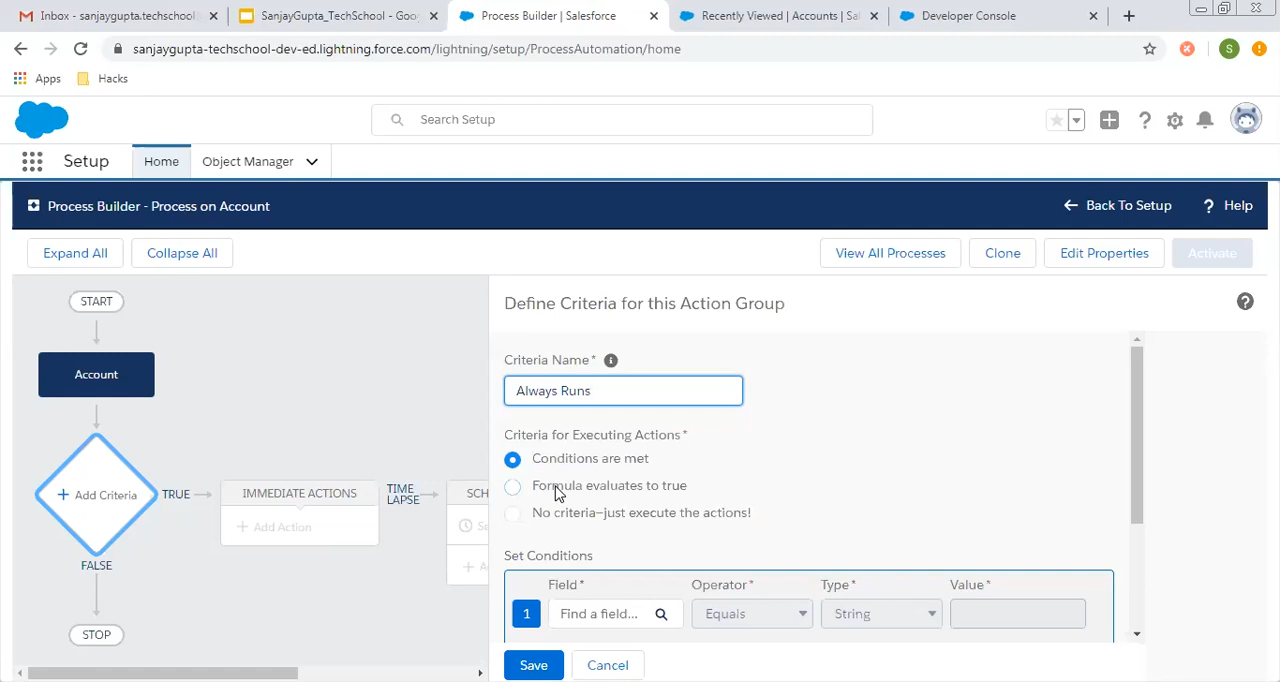 Inbox - sanjaygupta.techschool
SanjayGupta_TechSchool - Goo
Process Builder | Salesforce
Recently Viewed | Accounts | Sal
Developer Console
sanjaygupta-techschool-dev-ed.lightning.force.com/lightning/setup/ProcessAutomation/home
S
Apps
Hacks
Search Setup
Setup
Home
Object Manager
Process Builder - Process on Account
Back To Setup
? Help
Expand All
Collapse All
View All Processes
Clone
Edit Properties
Activate
START
Account
+ Add Criteria
TRUE
IMMEDIATE ACTIONS
+ Add Action
TIME LAPSE
SCH
Se
+ A
FALSE
STOP
Define Criteria for this Action Group
Criteria Name*
Always Runs
Criteria for Executing Actions*
Conditions are met
Formula evaluates to true
No criteria—just execute the actions!
Set Conditions
Field*
Operator*
Type*
Value*
1
Find a field...
Equals
String
Save
Cancel